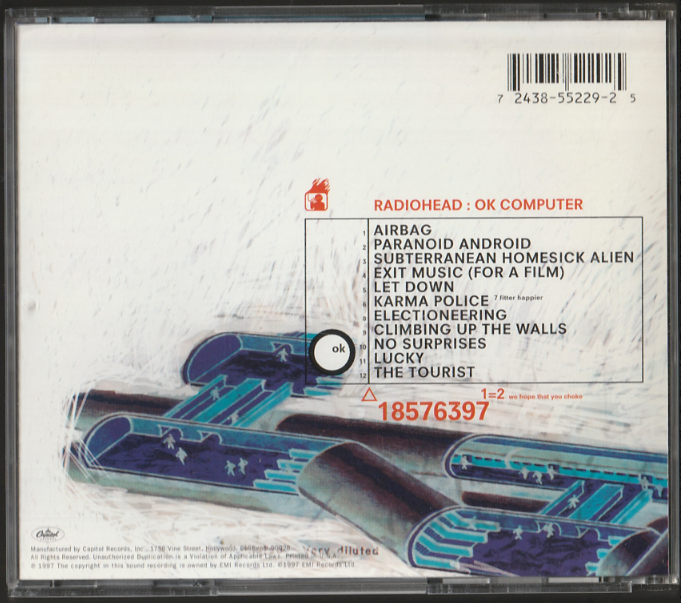 7 2438-55229-2 5
RADIOHEAD : OK COMPUTER
1 AIRBAG
2 PARANOID ANDROID
3 SUBTERRANEAN HOMESICK ALIEN
4 EXIT MUSIC (FOR A FILM)
5 LET DOWN
6 KARMA POLICE 7 fitter happier
8 ELECTIONEERING
9 CLIMBING UP THE WALLS
10 NO SURPRISES
11 LUCKY
12 THE TOURIST
ok
1=2 we hope that you choke
18576397
Capitol
very diluted
Manufactured by Capitol Records, Inc., 1750 Vine Street, Hollywood,
All Rights Reserved. Unauthorized Duplication is a Violation of Applicable Laws. Printed in U.S.A.
℗ 1997 The copyright in this sound recording is owned by EMI Records Ltd. ©1997 EMI Records Ltd